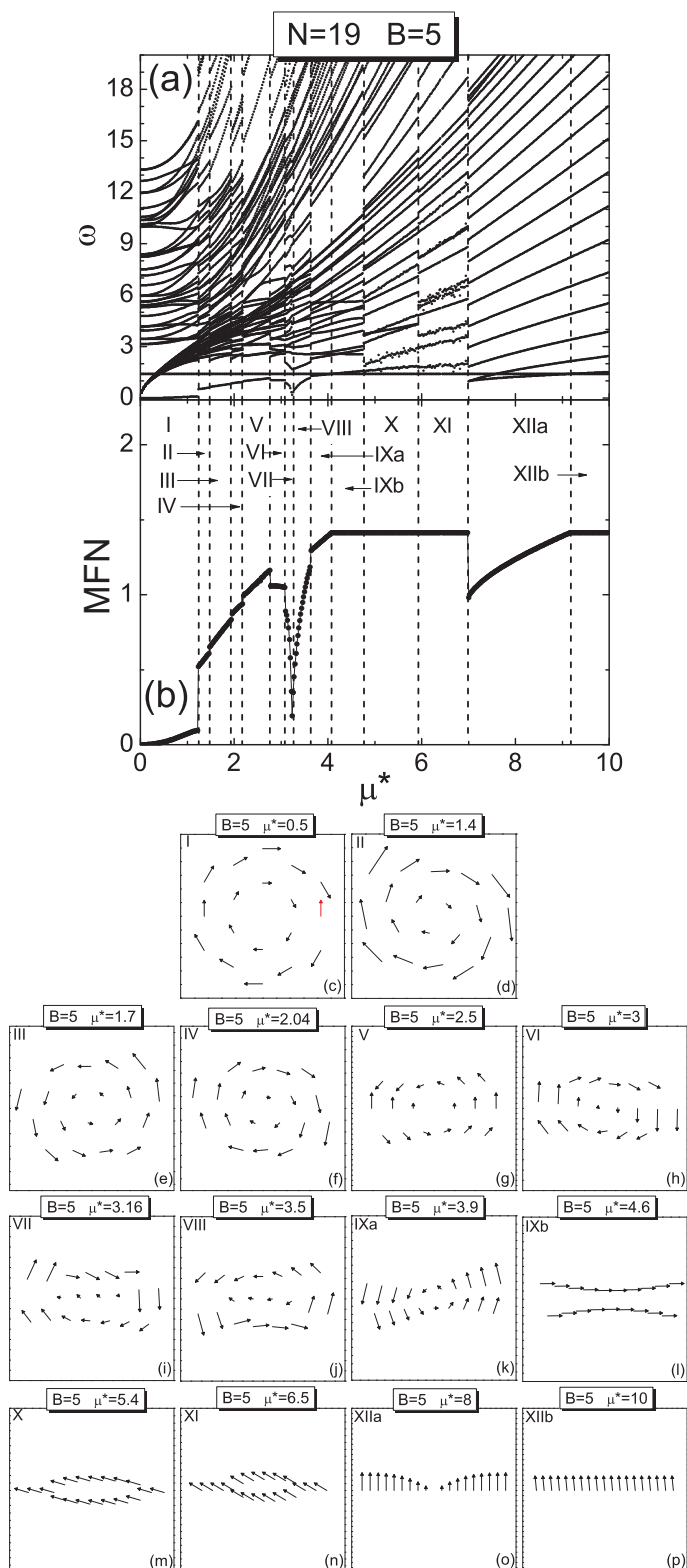 N=19 B=5
(a)
18
15
12
9
6
3
0
ω
I
V
VIII
X
XI
XIIa
II
VI
IXa
III
VII
XIIb
IV
IXb
2
1
0
MFN
(b)
0
2
4
6
8
10
μ*
B=5 μ*=0.5
I
(c)
B=5 μ*=1.4
II
(d)
B=5 μ*=1.7
III
(e)
B=5 μ*=2.04
IV
(f)
B=5 μ*=2.5
V
(g)
B=5 μ*=3
VI
(h)
B=5 μ*=3.16
VII
(i)
B=5 μ*=3.5
VIII
(j)
B=5 μ*=3.9
IXa
(k)
B=5 μ*=4.6
IXb
(l)
B=5 μ*=5.4
X
(m)
B=5 μ*=6.5
XI
(n)
B=5 μ*=8
XIIa
(o)
B=5 μ*=10
XIIb
(p)